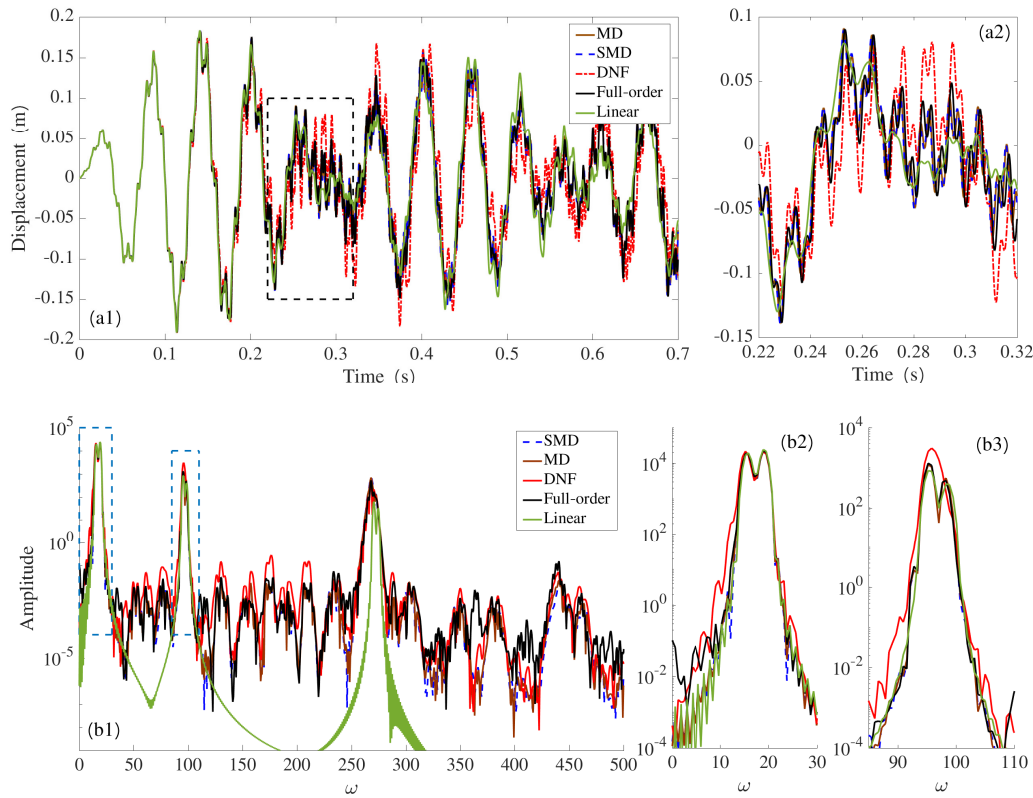 0.2
0.15
0.1
0.05
0
-0.05
-0.1
-0.15
0.2
Displacement (m)
(a1)
MD
SMD
DNF
Full-order
Linear
0 0.1 0.2 0.3 0.4 0.5 0.6 0.7
Time (s)
0.1
0.05
0
-0.05
-0.1
-0.15
(a2)
0.22 0.24 0.26 0.28 0.3 0.32
Time (s)
10^5
10^0
10^-5
Amplitude
(b1)
SMD
MD
DNF
Full-order
Linear
0 50 100 150 200 250 300 350 400 450 500
ω
10^4
10^2
10^0
10^-2
10^-4
(b2)
0 10 20 30
ω
10^4
10^2
10^0
10^-2
10^-4
(b3)
90 100 110
ω